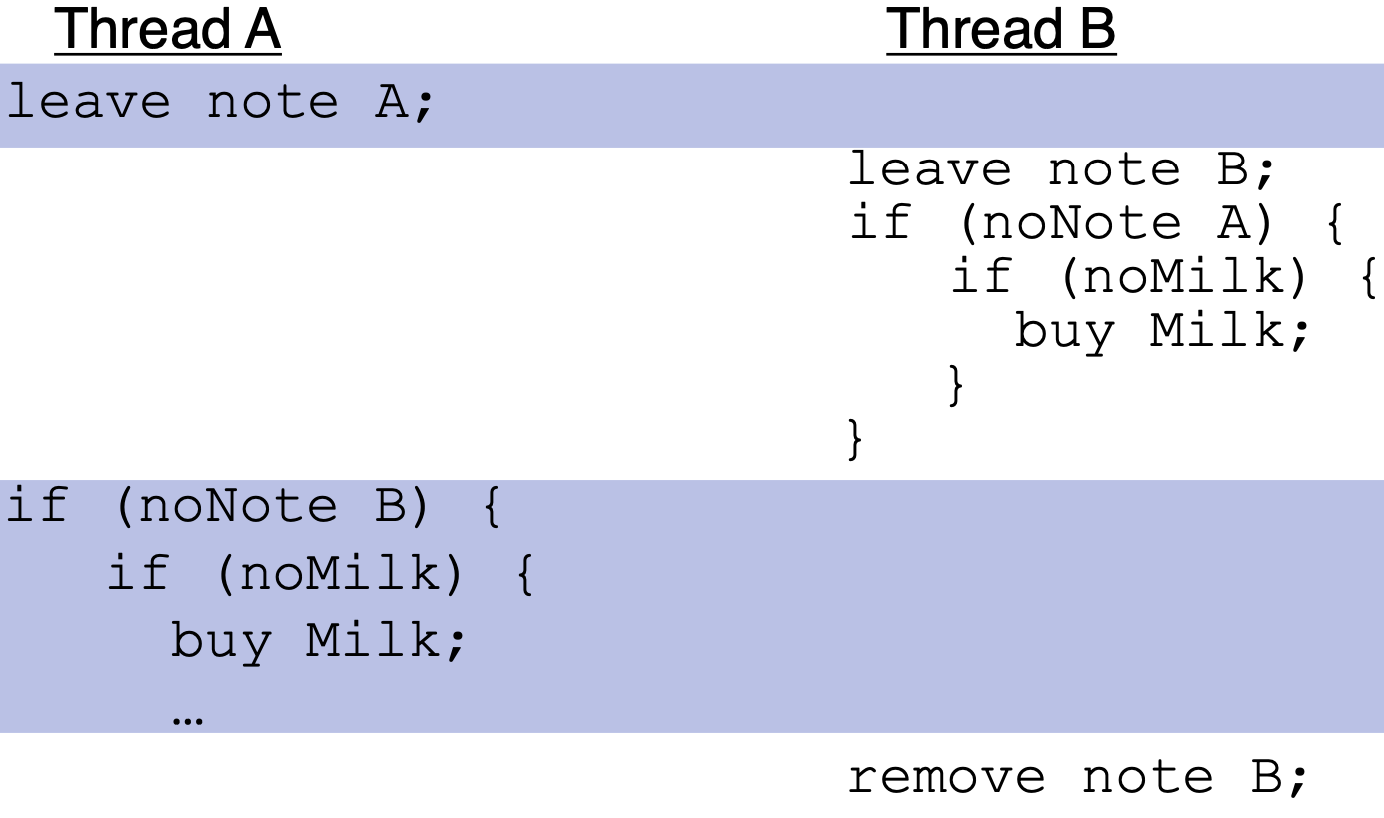 Thread A
Thread B
leave note A;
leave note B;
if (noNote A) {
if (noMilk) {
buy Milk;
}
}
if (noNote B) {
if (noMilk) {
buy Milk;
…
remove note B;